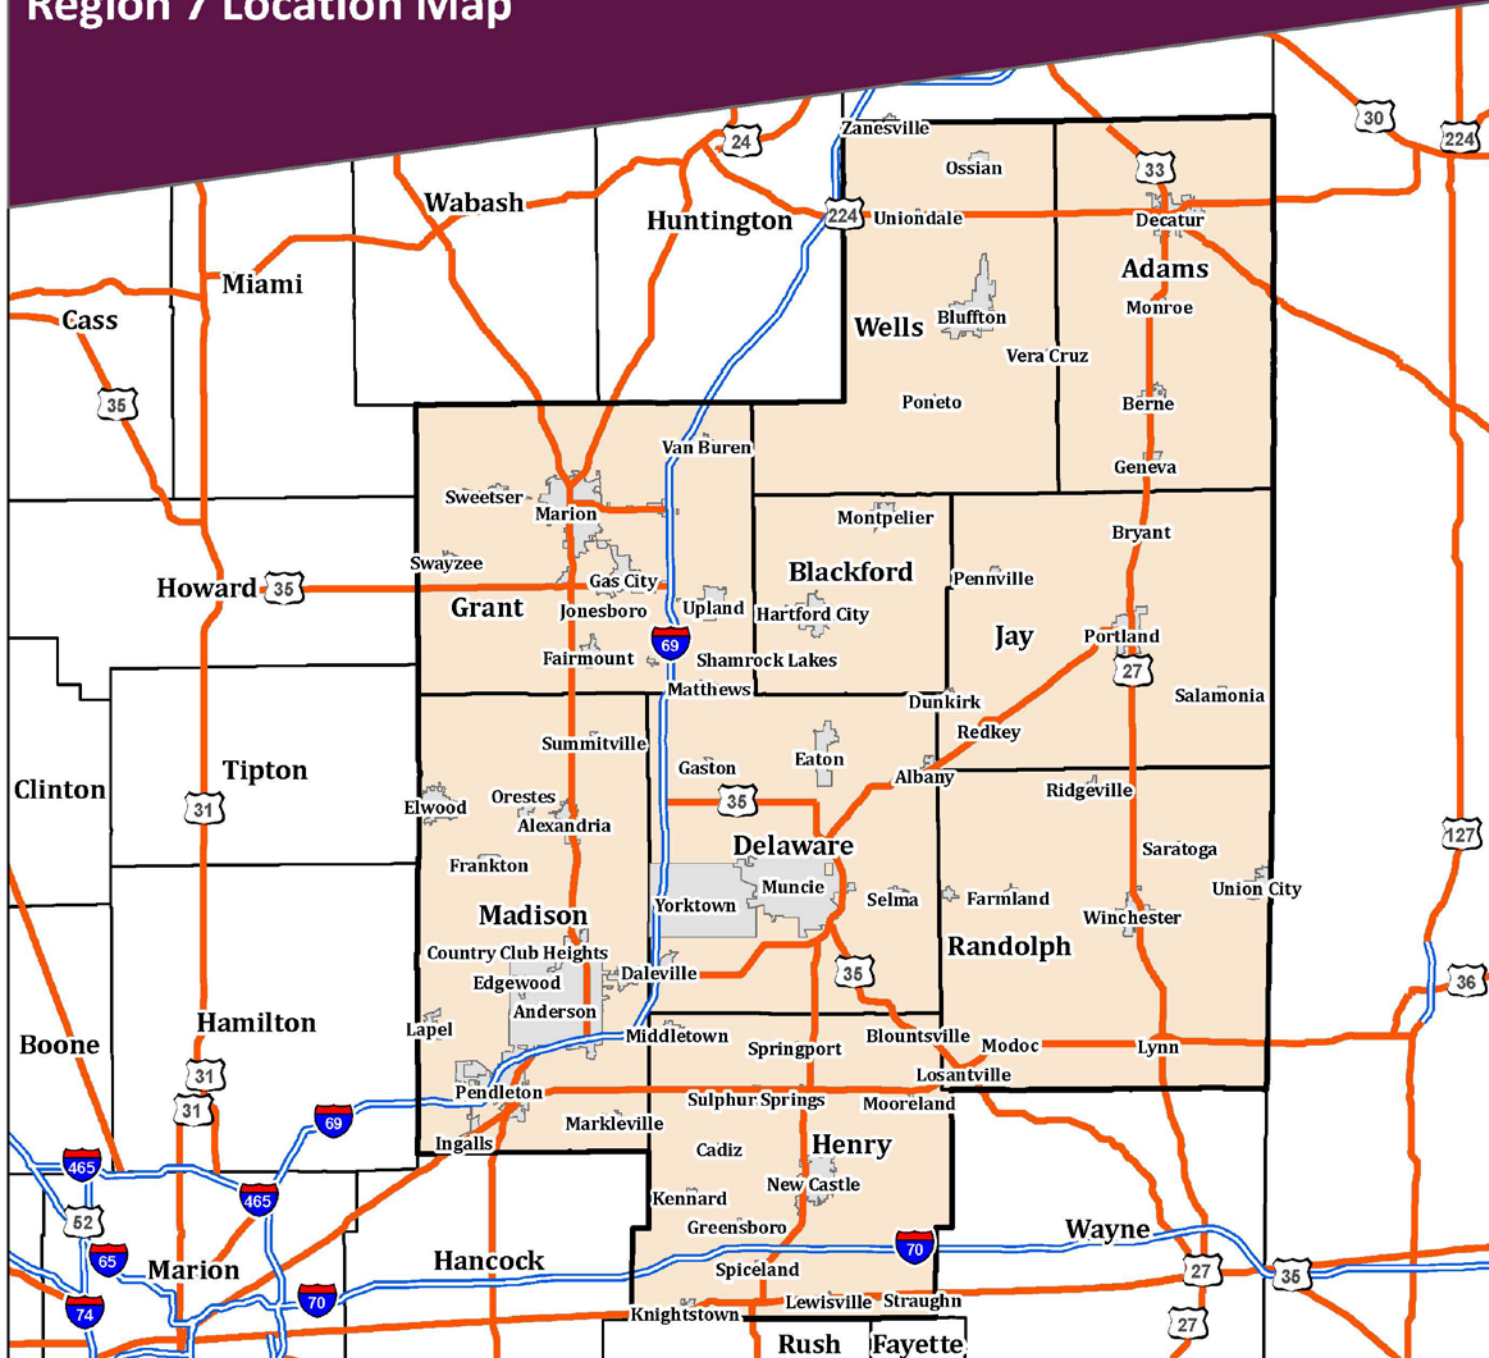 Region 7 Location Map
30
224
24
Zanesville
Ossian
33
Wabash
Huntington
224
Uniondale
Decatur
Miami
Adams
Cass
Monroe
Wells
Bluffton
Vera Cruz
35
Poneto
Berne
Van Buren
Geneva
Sweetser
Marion
Montpelier
Bryant
Swayzee
Howard
35
Gas City
Blackford
Pennville
Grant
Jonesboro
Upland
Hartford City
Jay
Portland
69
Fairmount
Shamrock Lakes
27
Matthews
Dunkirk
Salamonia
Redkey
Summitville
Eaton
Gaston
Albany
Tipton
Clinton
Elwood
Orestes
35
Ridgeville
31
Alexandria
127
Delaware
Saratoga
Frankton
Muncie
Selma
Farmland
Union City
Yorktown
Madison
Winchester
Country Club Heights
Randolph
Edgewood
Daleville
35
36
Anderson
Hamilton
Lapel
Boone
Middletown
Blountsville
Springport
Modoc
Lynn
31
Losantville
31
Pendleton
Sulphur Springs
Mooreland
69
Markleville
Ingalls
Henry
Cadiz
465
New Castle
465
Kennard
52
Greensboro
Wayne
65
Marion
Hancock
70
Spiceland
27
35
70
74
Knightstown
Lewisville
Straughn
27
Rush
Fayette